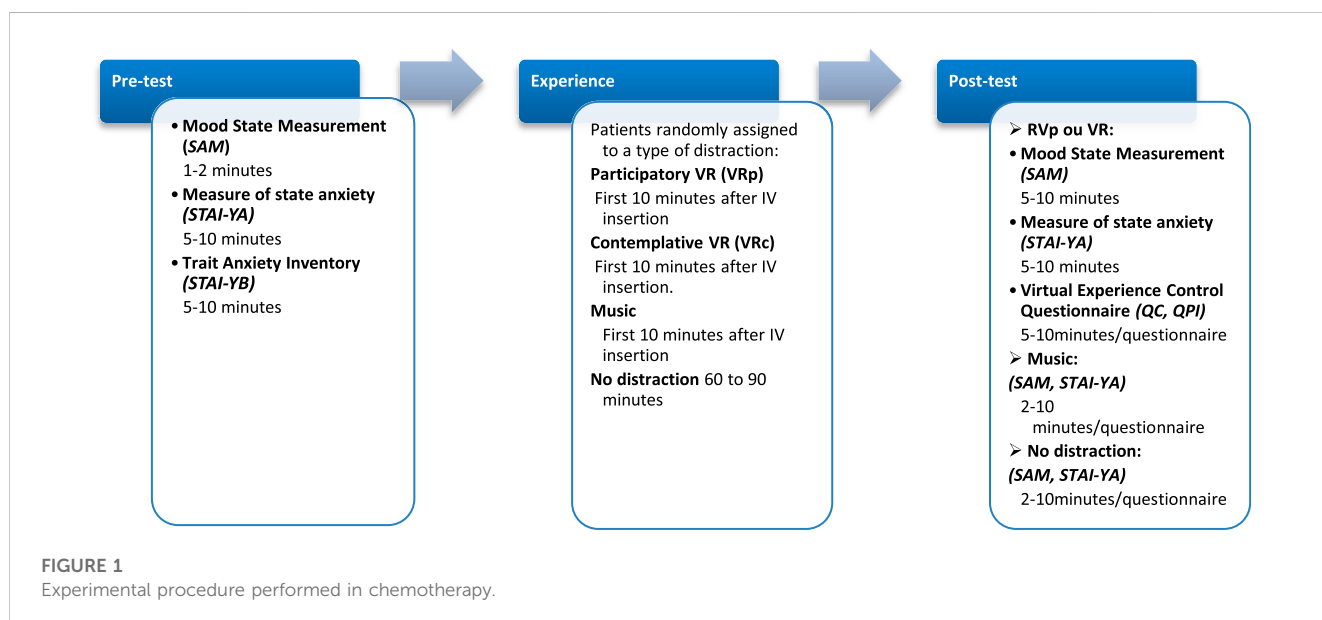 Pre-test
• Mood State Measurement
(SAM)
1-2 minutes
• Measure of state anxiety
(STAI-YA)
5-10 minutes
• Trait Anxiety Inventory
(STAI-YB)
5-10 minutes
Experience
Patients randomly assigned
to a type of distraction:
Participatory VR (VRp)
First 10 minutes after IV
insertion
Contemplative VR (VRc)
First 10 minutes after IV
insertion.
Music
First 10 minutes after IV
insertion
No distraction 60 to 90
minutes
Post-test
➢ RVp ou VR:
• Mood State Measurement
(SAM)
5-10 minutes
• Measure of state anxiety
(STAI-YA)
5-10 minutes
• Virtual Experience Control
Questionnaire (QC, QPI)
5-10minutes/questionnaire
➢ Music:
(SAM, STAI-YA)
2-10
minutes/questionnaire
➢ No distraction:
(SAM, STAI-YA)
2-10minutes/questionnaire
FIGURE 1
Experimental procedure performed in chemotherapy.